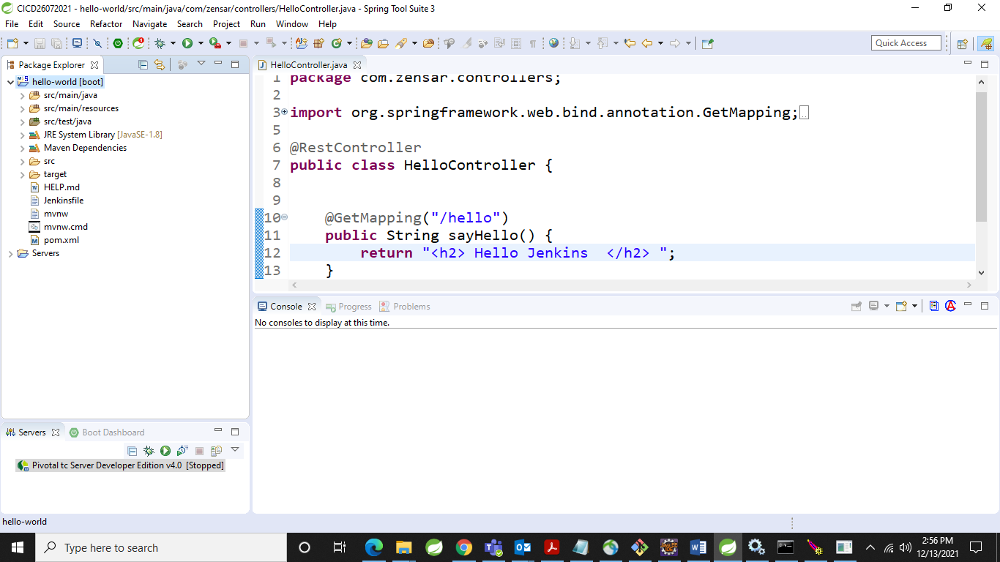 CICD26072021 - hello-world/src/main/java/com/zensar/controllers/HelloController.java - Spring Tool Suite 3
File Edit Source Refactor Navigate Search Project Run Window Help
Quick Access
Package Explorer
hello-world [boot]
src/main/java
src/main/resources
src/test/java
JRE System Library [JavaSE-1.8]
Maven Dependencies
src
target
HELP.md
Jenkinsfile
mvnw
mvnw.cmd
pom.xml
Servers
HelloController.java
1 package com.zensar.controllers;
2
3 import org.springframework.web.bind.annotation.GetMapping;
5
6 @RestController
7 public class HelloController {
8
9
10 @GetMapping("/hello")
11 public String sayHello() {
12 return "<h2> Hello Jenkins  </h2> ";
13 }
Console Progress Problems
No consoles to display at this time.
Servers Boot Dashboard
Pivotal tc Server Developer Edition v4.0 [Stopped]
hello-world
Type here to search
2:56 PM
12/13/2021